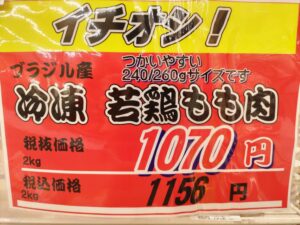 イチオシ！
ブラジル産
つかいやすい
240/260gサイズです
冷凍 若鶏もも肉
税抜価格
2kg
1070円
税込価格
2kg
1156円